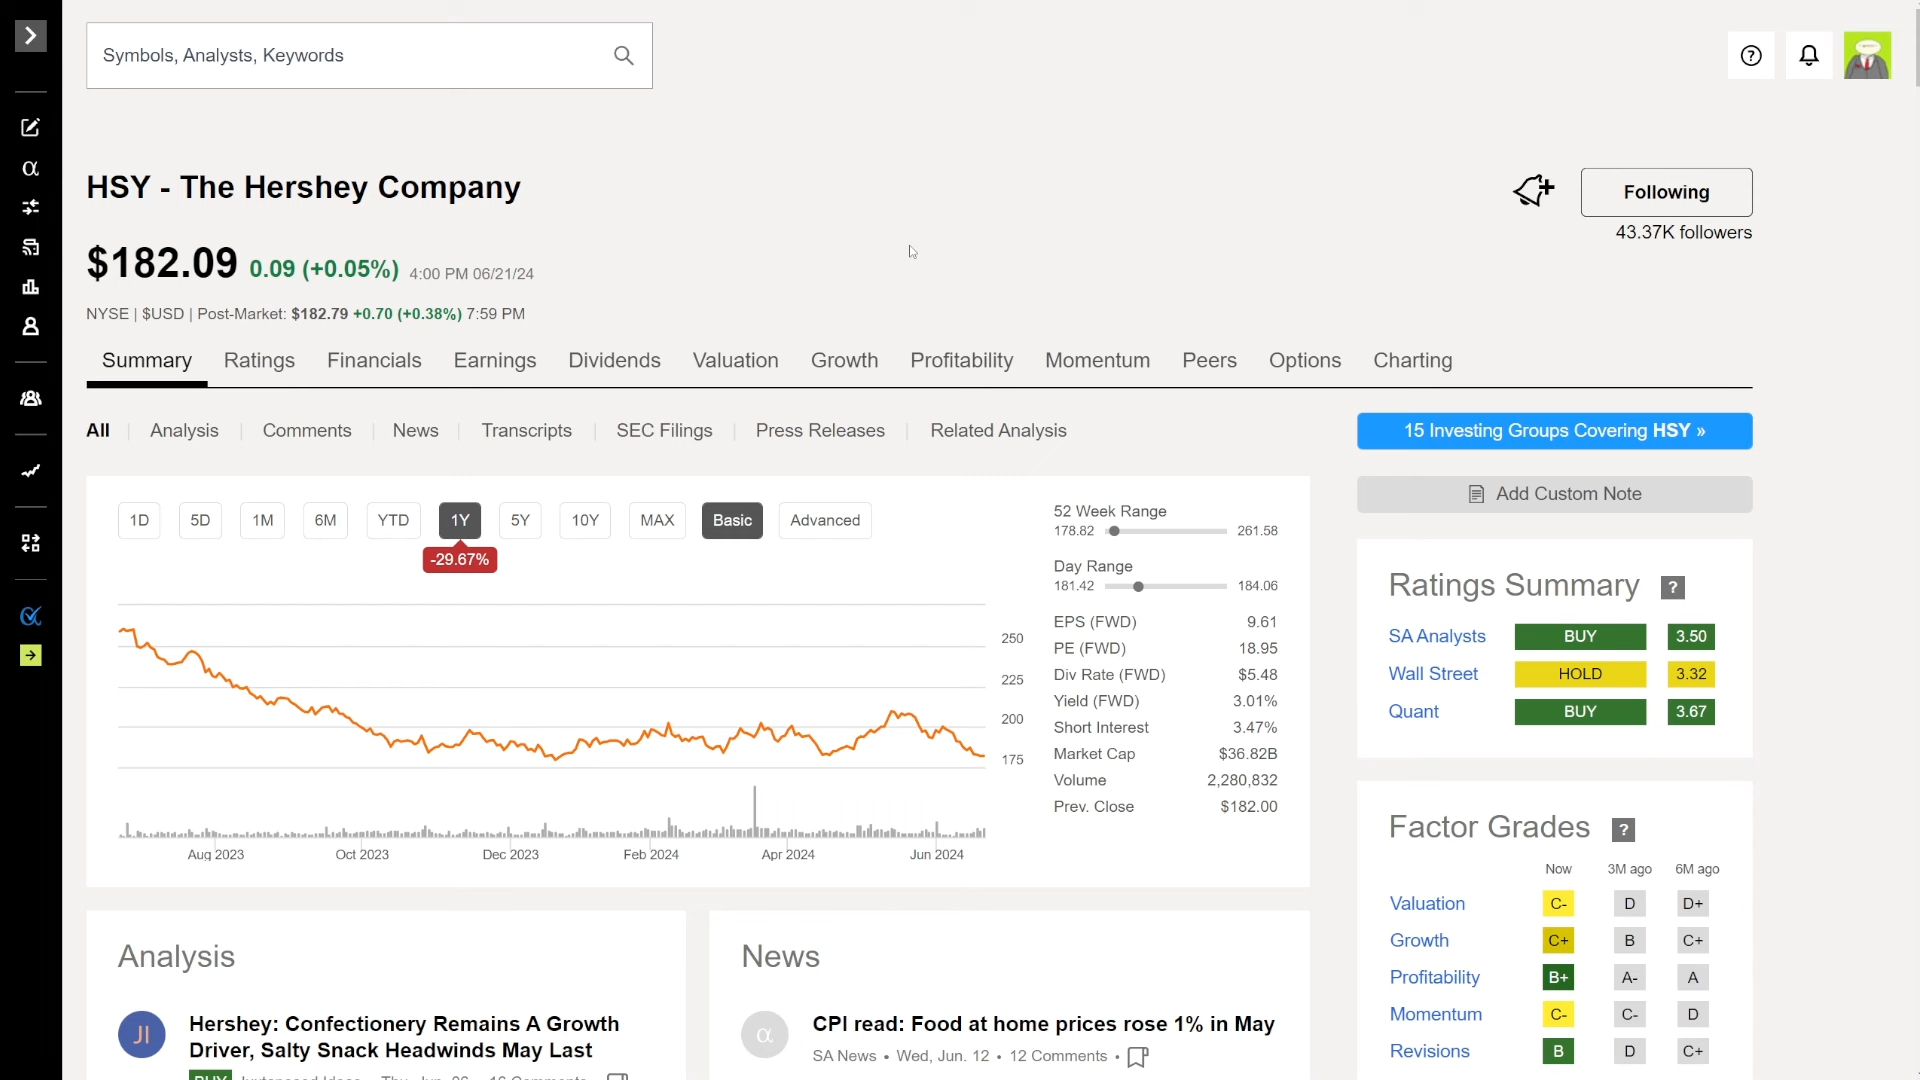 Symbols, Analysts, Keywords
HSY - The Hershey Company
Following
43.37K followers
$182.09 0.09 (+0.05%) 4:00 PM 06/21/24
NYSE | $USD | Post-Market: $182.79 +0.70 (+0.38%) 7:59 PM
Summary Ratings Financials Earnings Dividends Valuation Growth Profitability Momentum Peers Options Charting
All Analysis Comments News Transcripts SEC Filings Press Releases Related Analysis
15 Investing Groups Covering HSY »
Add Custom Note
1D 5D 1M 6M YTD 1Y 5Y 10Y MAX Basic Advanced
-29.67%
250
225
200
175
Aug 2023 Oct 2023 Dec 2023 Feb 2024 Apr 2024 Jun 2024
52 Week Range
178.82 261.58
Day Range
181.42 184.06
EPS (FWD) 9.61
PE (FWD) 18.95
Div Rate (FWD) $5.48
Yield (FWD) 3.01%
Short Interest 3.47%
Market Cap $36.82B
Volume 2,280,832
Prev. Close $182.00
Ratings Summary ?
SA Analysts BUY 3.50
Wall Street HOLD 3.32
Quant BUY 3.67
Factor Grades ?
Now 3M ago 6M ago
Valuation C- D D+
Growth C+ B C+
Profitability B+ A- A
Momentum C- C- D
Revisions B D C+
Analysis
JI
Hershey: Confectionery Remains A Growth
Driver, Salty Snack Headwinds May Last
BUY
News
α
CPI read: Food at home prices rose 1% in May
SA News • Wed, Jun. 12 • 12 Comments •